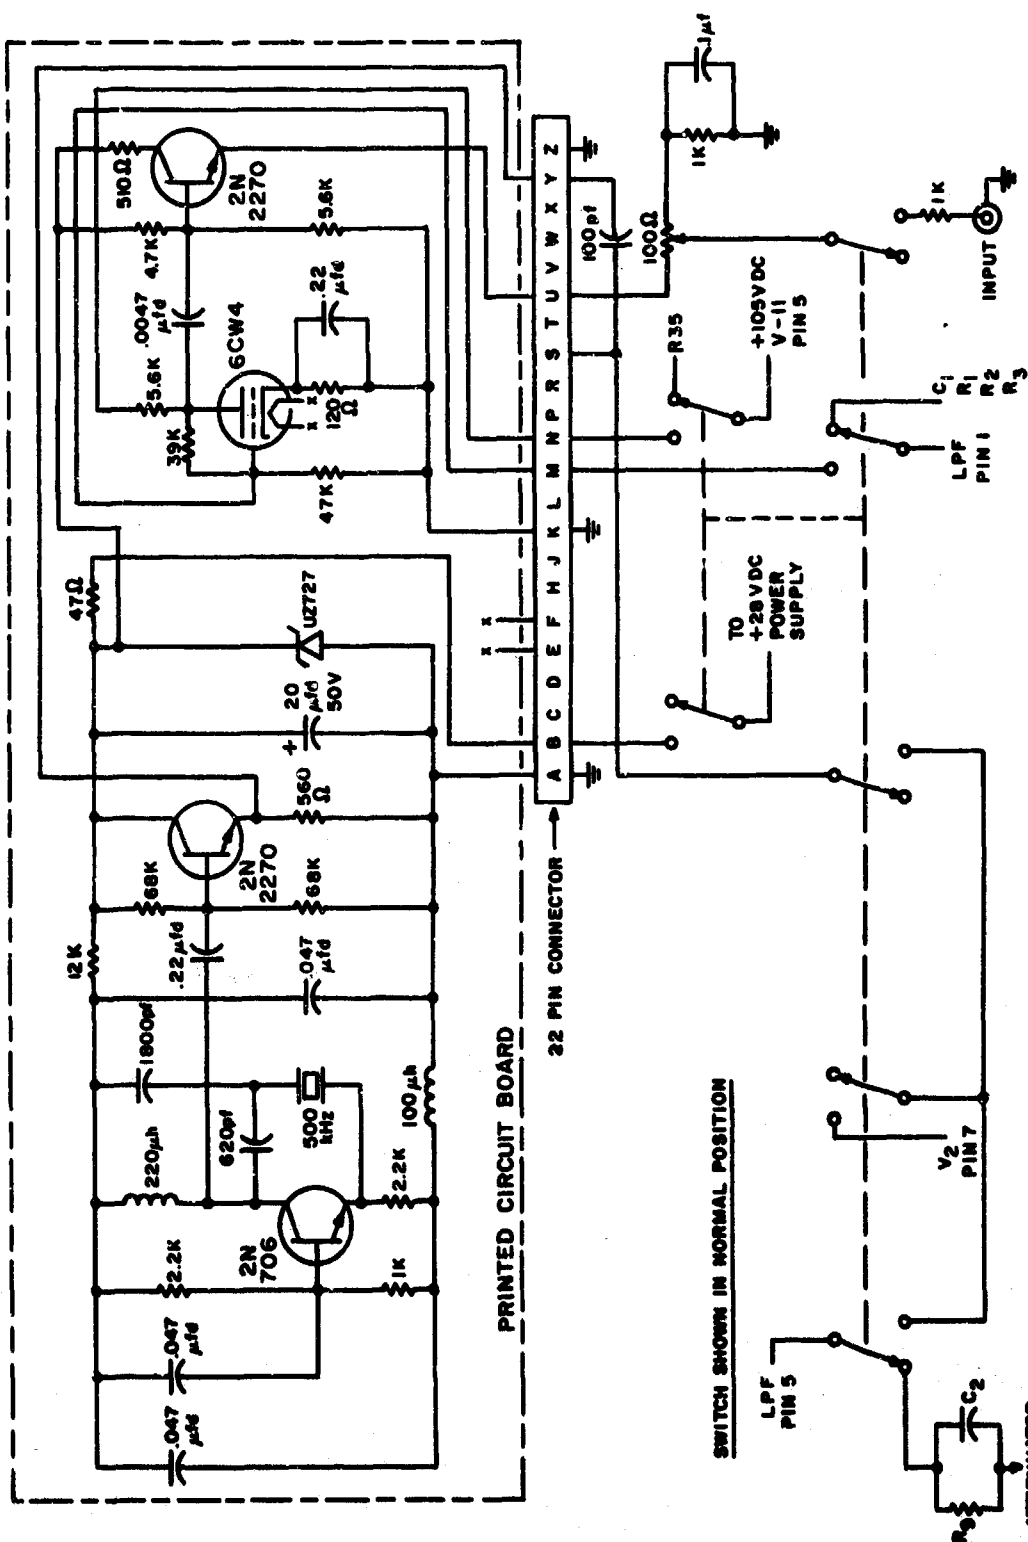 .047
µfd
.047
µfd
2.2K
220µh
1800pf
620pf
2N
706
500
kHz
1K
2.2K
100µh
12K
.22µfd
.047
µfd
68K
68K
2N
2270
560
Ω
20
µfd
50V
+
47Ω
UZ727
39K
5.6K
.0047
µfd
6CW4
47K
120
Ω
x
x
.22
µfd
4.7K
510Ω
2N
2270
5.6K
PRINTED CIRCUIT BOARD
x
x
22 PIN CONNECTOR
A B C D E F H J K L M N P R S T U V W X Y Z
100pf
100Ω
1K
.1µf
R35
+105VDC
V-11
PIN 5
TO
+28VDC
POWER
SUPPLY
SWITCH SHOWN IN NORMAL POSITION
LPF
PIN 5
V2
PIN 7
LPF
PIN 1
C1
R1
R2
R3
1K
INPUT
R9
C2